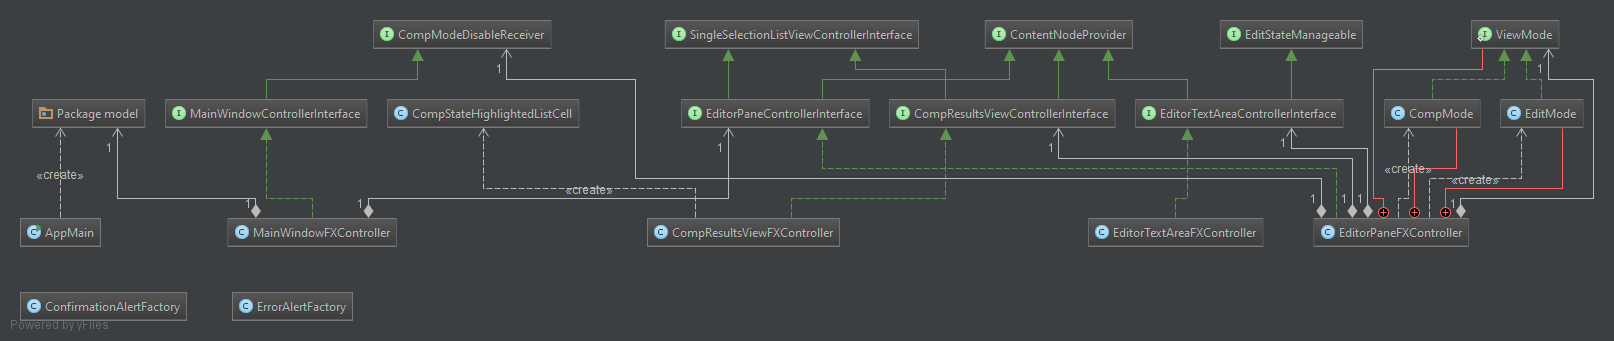 I CompModeDisableReceiver
I SingleSelectionListViewControllerInterface
I ContentNodeProvider
I EditStateManageable
I ViewMode
1
1
Package model
I MainWindowControllerInterface
C CompStateHighlightedListCell
I EditorPaneControllerInterface
I CompResultsViewControllerInterface
I EditorTextAreaControllerInterface
C CompMode
C EditMode
1
1
1
1
«create»
«create»
«create»
«create»
1
1
1
1
1
1
C AppMain
C MainWindowFXController
C CompResultsViewFXController
C EditorTextAreaFXController
C EditorPaneFXController
C ConfirmationAlertFactory
C ErrorAlertFactory
Powered by yFiles